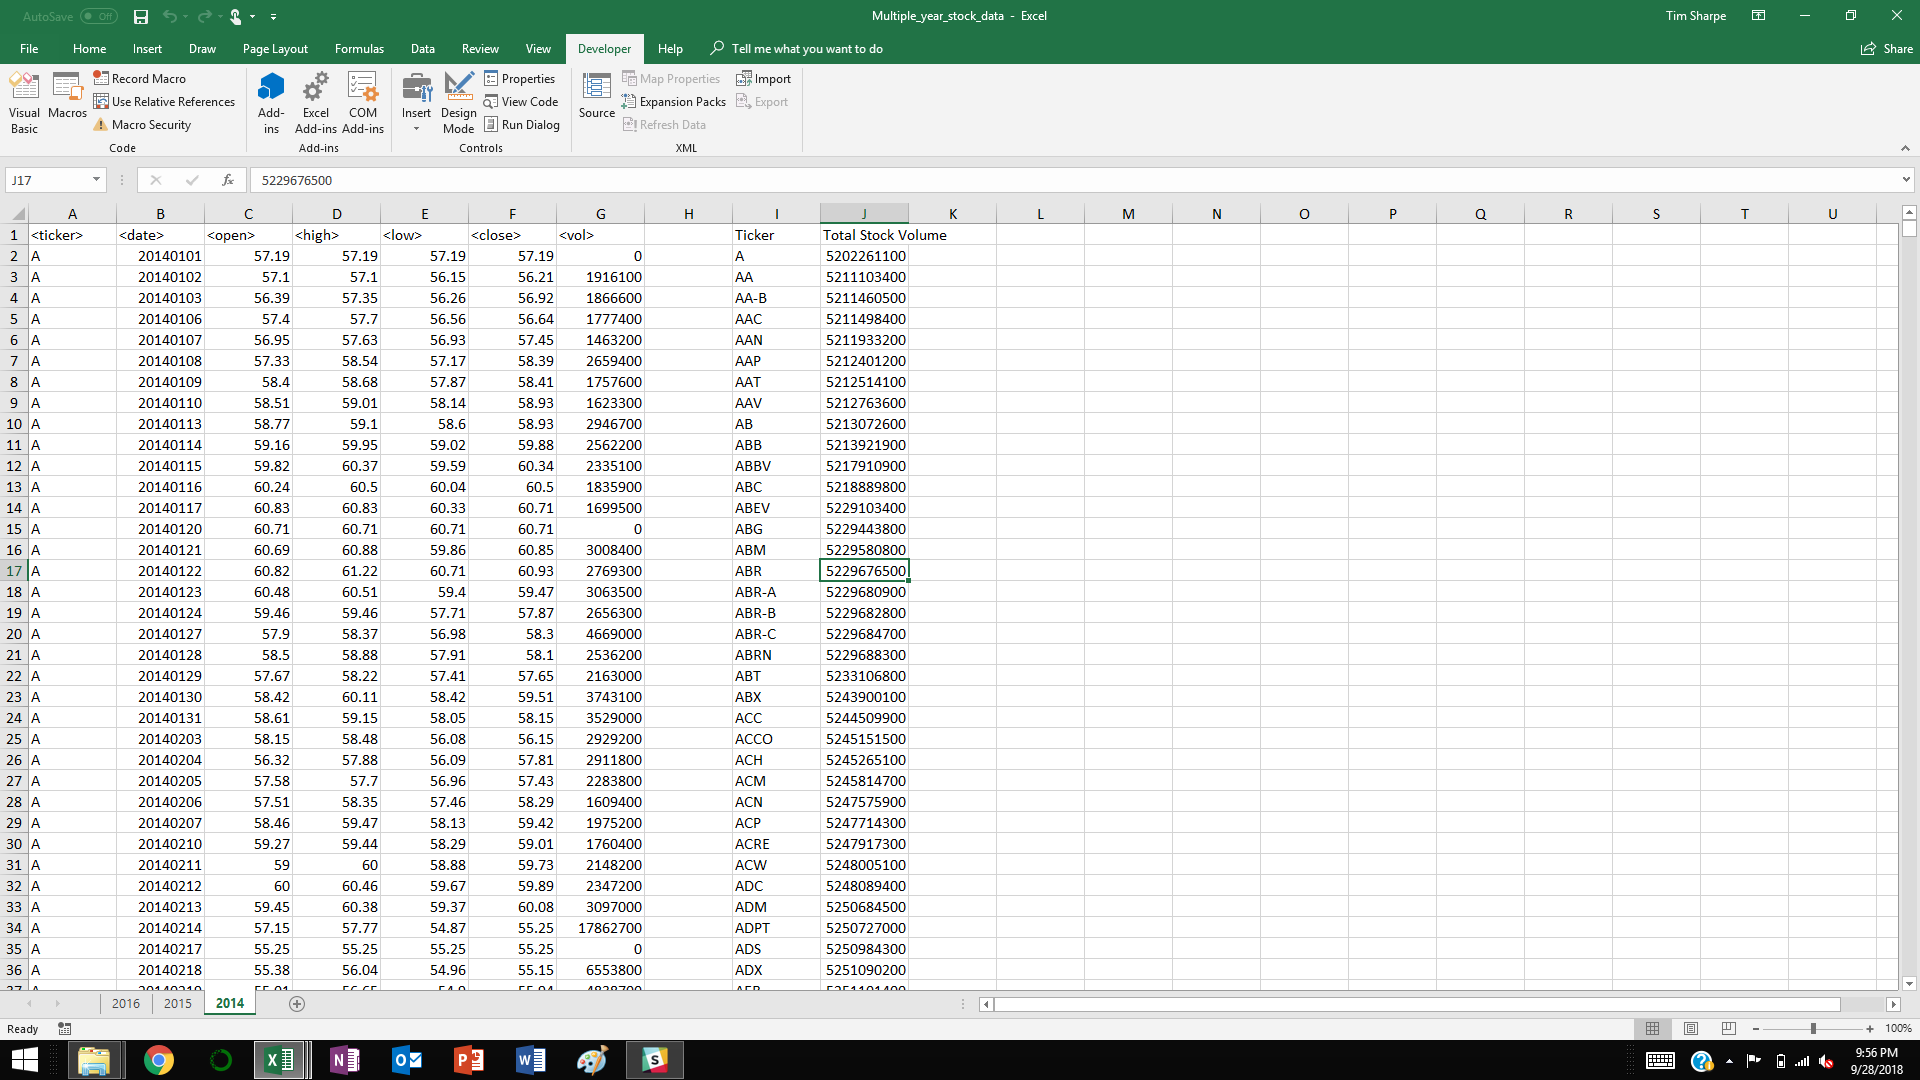 AutoSave Off
Multiple_year_stock_data - Excel
Tim Sharpe
File Home Insert Draw Page Layout Formulas Data Review View Developer Help Tell me what you want to do Share
Visual Basic
Macros
Record Macro
Use Relative References
Macro Security
Code
Add-ins
Excel Add-ins
COM Add-ins
Add-ins
Insert
Design Mode
Properties
View Code
Run Dialog
Controls
Source
Map Properties
Expansion Packs
Refresh Data
Import
Export
XML
J17 fx 5229676500
A B C D E F G H I J K L M N O P Q R S T U
1 <ticker> <date> <open> <high> <low> <close> <vol> Ticker Total Stock Volume
2 A 20140101 57.19 57.19 57.19 57.19 0 A 5202261100
3 A 20140102 57.1 57.1 56.15 56.21 1916100 AA 5211103400
4 A 20140103 56.39 57.35 56.26 56.92 1866600 AA-B 5211460500
5 A 20140106 57.4 57.7 56.56 56.64 1777400 AAC 5211498400
6 A 20140107 56.95 57.63 56.93 57.45 1463200 AAN 5211933200
7 A 20140108 57.33 58.54 57.17 58.39 2659400 AAP 5212401200
8 A 20140109 58.4 58.68 57.87 58.41 1757600 AAT 5212514100
9 A 20140110 58.51 59.01 58.14 58.93 1623300 AAV 5212763600
10 A 20140113 58.77 59.1 58.6 58.93 2946700 AB 5213072600
11 A 20140114 59.16 59.95 59.02 59.88 2562200 ABB 5213921900
12 A 20140115 59.82 60.37 59.59 60.34 2335100 ABBV 5217910900
13 A 20140116 60.24 60.5 60.04 60.5 1835900 ABC 5218889800
14 A 20140117 60.83 60.83 60.33 60.71 1699500 ABEV 5229103400
15 A 20140120 60.71 60.71 60.71 60.71 0 ABG 5229443800
16 A 20140121 60.69 60.88 59.86 60.85 3008400 ABM 5229580800
17 A 20140122 60.82 61.22 60.71 60.93 2769300 ABR 5229676500
18 A 20140123 60.48 60.51 59.4 59.47 3063500 ABR-A 5229680900
19 A 20140124 59.46 59.46 57.71 57.87 2656300 ABR-B 5229682800
20 A 20140127 57.9 58.37 56.98 58.3 4669000 ABR-C 5229684700
21 A 20140128 58.5 58.88 57.91 58.1 2536200 ABRN 5229688300
22 A 20140129 57.67 58.22 57.41 57.65 2163000 ABT 5233106800
23 A 20140130 58.42 60.11 58.42 59.51 3743100 ABX 5243900100
24 A 20140131 58.61 59.15 58.05 58.15 3529000 ACC 5244509900
25 A 20140203 58.15 58.48 56.08 56.15 2929200 ACCO 5245151500
26 A 20140204 56.32 57.88 56.09 57.81 2911800 ACH 5245265100
27 A 20140205 57.58 57.7 56.96 57.43 2283800 ACM 5245814700
28 A 20140206 57.51 58.35 57.46 58.29 1609400 ACN 5247575900
29 A 20140207 58.46 59.47 58.13 59.42 1975200 ACP 5247714300
30 A 20140210 59.27 59.44 58.29 59.01 1760400 ACRE 5247917300
31 A 20140211 59 60 58.88 59.73 2148200 ACW 5248005100
32 A 20140212 60 60.46 59.67 59.89 2347200 ADC 5248089400
33 A 20140213 59.45 60.38 59.37 60.08 3097000 ADM 5250684500
34 A 20140214 57.15 57.77 54.87 55.25 17862700 ADPT 5250727000
35 A 20140217 55.25 55.25 55.25 55.25 0 ADS 5250984300
36 A 20140218 55.38 56.04 54.96 55.15 6553800 ADX 5251090200
2016 2015 2014
Ready
100%
9:56 PM
9/28/2018